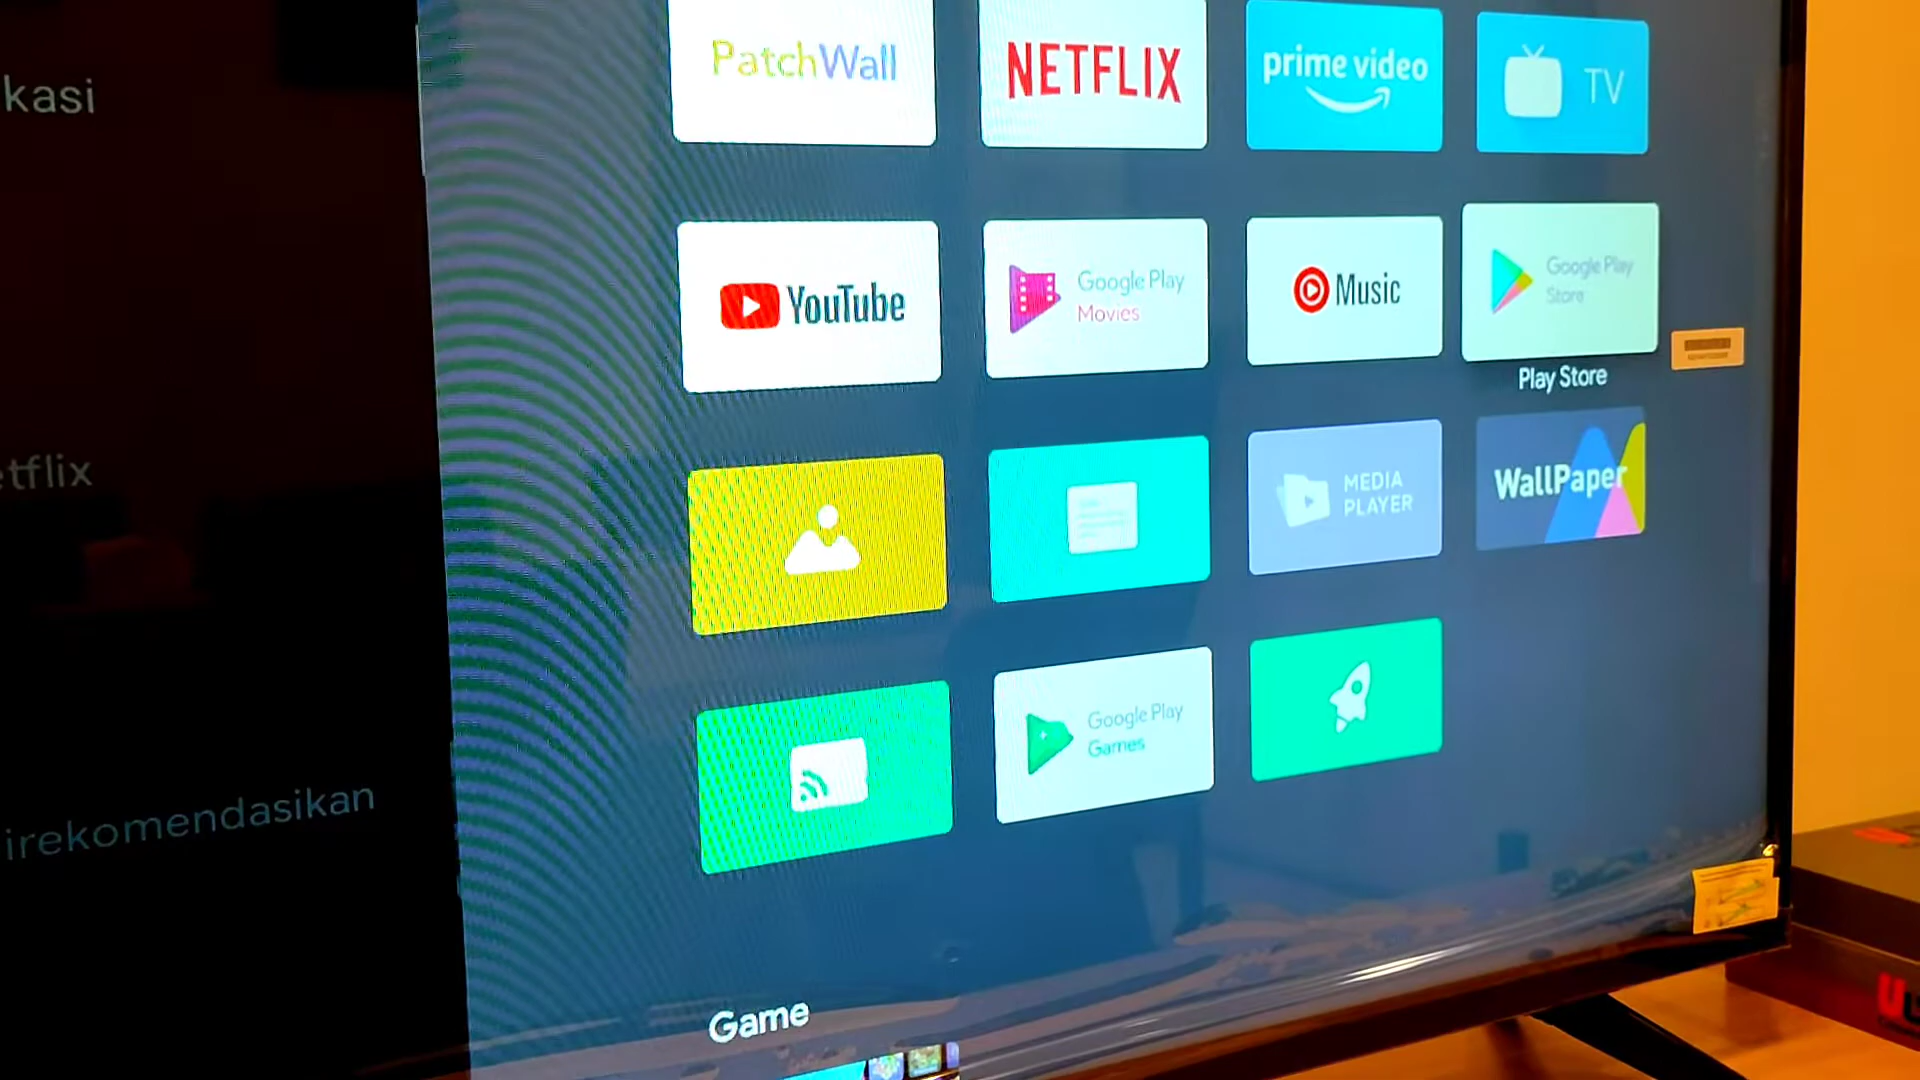 kasi
etflix
irekomendasikan
PatchWall
NETFLIX
prime video
TV
YouTube
Google Play
Movies
Music
Google Play
Store
Play Store
MEDIA
PLAYER
WallPaper
Google Play
Games
Game